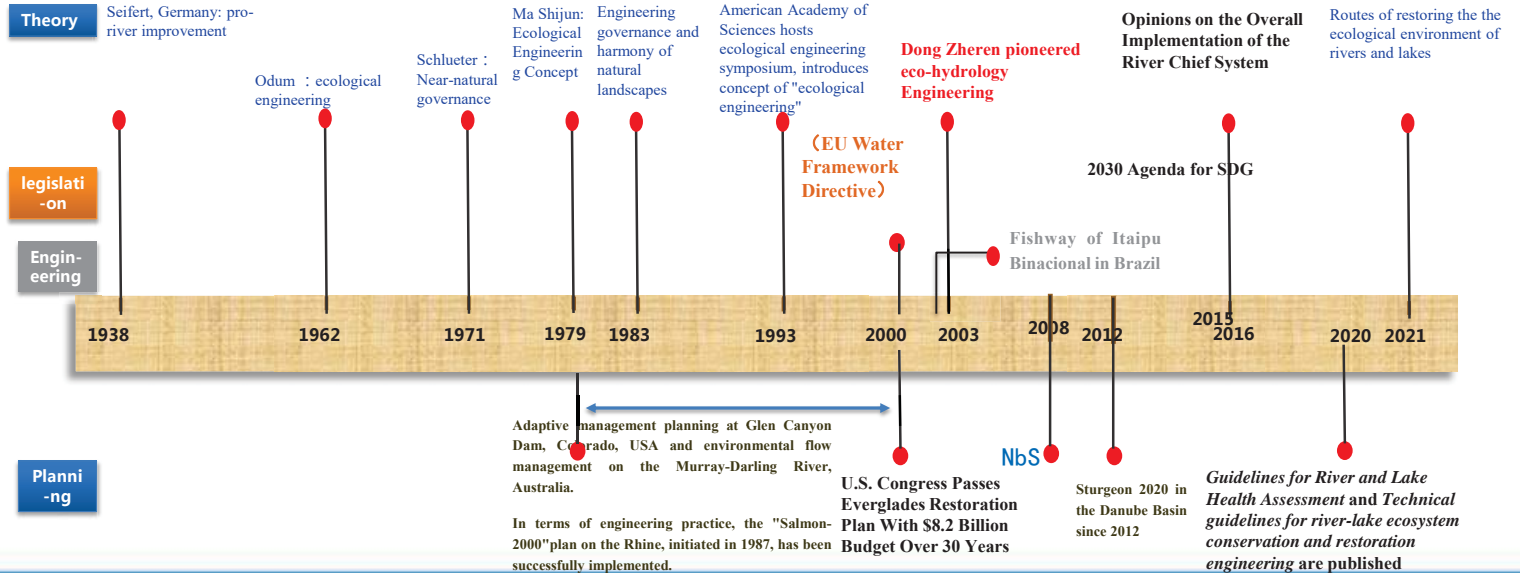 Theory
Seifert, Germany: pro-
river improvement
Odum ：ecological
engineering
Schlueter：
Near-natural
governance
Ma Shijun:
Ecological
Engineerin
g Concept
Engineering
governance and
harmony of
natural
landscapes
American Academy of
Sciences hosts
ecological engineering
symposium, introduces
concept of "ecological
engineering"
Dong Zheren pioneered
eco-hydrology
Engineering
Opinions on the Overall
Implementation of the
River Chief System
Routes of restoring the the
ecological environment of
rivers and lakes
legislati
-on
（EU Water
Framework
Directive）
2030 Agenda for SDG
Engin-
eering
Fishway of Itaipu
Binacional in Brazil
1938
1962
1971
1979
1983
1993
2000
2003
2008
2012
2015
2016
2020
2021
Planni
-ng
Adaptive management planning at Glen Canyon
Dam, Colorado, USA and environmental flow
management on the Murray-Darling River,
Australia.
In terms of engineering practice, the "Salmon-
2000"plan on the Rhine, initiated in 1987, has been
successfully implemented.
U.S. Congress Passes
Everglades Restoration
Plan With $8.2 Billion
Budget Over 30 Years
NbS
Sturgeon 2020 in
the Danube Basin
since 2012
Guidelines for River and Lake
Health Assessment and Technical
guidelines for river-lake ecosystem
conservation and restoration
engineering are published